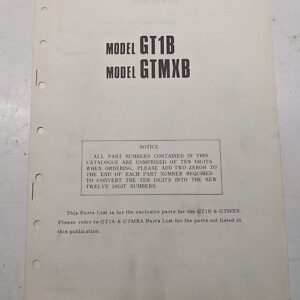 MODEL GT1B
MODEL GTMXB
NOTICE
ALL PART NUMBERS CONTAINED IN THIS
CATALOGUE ARE COMPRISED OF TEN DIGITS
WHEN ORDERING, PLEASE ADD TWO ZEROS TO
THE END OF EACH PART NUMBER REQUIRED
TO CONVERT THE TEN DIGITS INTO THE NEW
TWELVE DIGIT NUMBERS.
This Parts List is for the exclusive parts for the GT1B & GTMXB.
Please refer to GT1A & GTMXA Parts List for the parts not listed in
this publication.